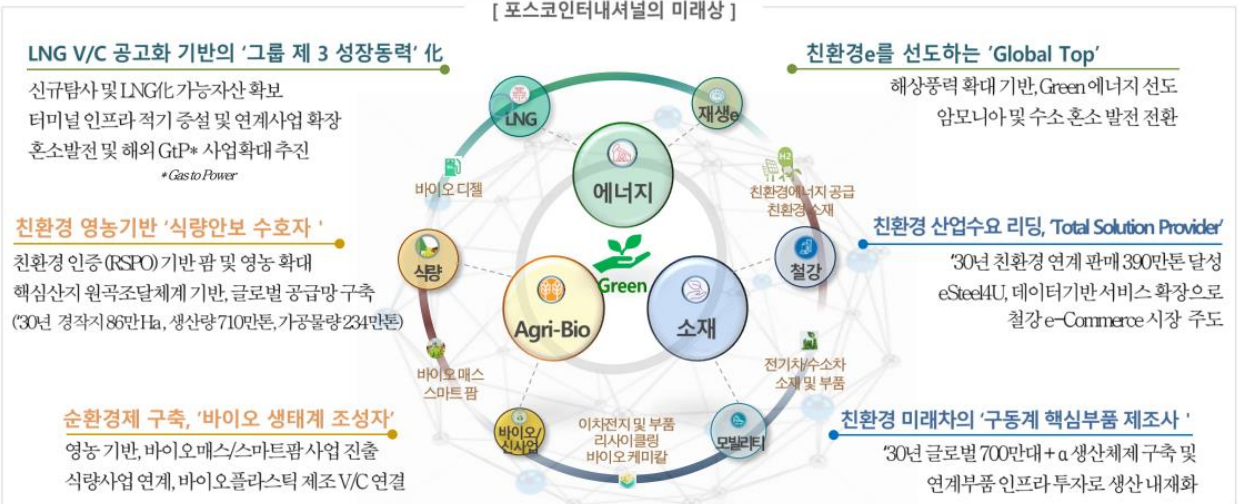 [ 포스코인터내셔널의 미래상 ]
LNG V/C 공고화 기반의 '그룹 제 3 성장동력' 化
신규탐사 및 LNG化 가능자산 확보
터미널 인프라 적기 증설 및 연계사업 확장
혼소발전 및 해외 GtP* 사업확대 추진
* Gas to Power
친환경e를 선도하는 'Global Top'
해상풍력 확대 기반, Green 에너지 선도
암모니아 및 수소 혼소 발전 전환
LNG
재생e
에너지
바이오 디젤
H2
친환경에너지 공급
친환경 소재
친환경 영농기반 '식량안보 수호자 '
친환경 인증 (RSPO) 기반 팜 및 영농 확대
핵심산지 원곡조달체계 기반, 글로벌 공급망 구축
('30년 경작지 86만 Ha, 생산량 710만톤, 가공물량 234만톤)
식량
Green
철강
Agri-Bio
소재
친환경 산업수요 리딩, 'Total Solution Provider'
'30년 친환경 연계 판매 390만톤 달성
eSteel4U, 데이터기반 서비스 확장으로
철강 e-Commerce 시장 주도
바이오 매스
스마트 팜
전기차/수소차
소재 및 부품
순환경제 구축, '바이오 생태계 조성자'
영농 기반, 바이오매스/스마트팜 사업 진출
식량사업 연계, 바이오플라스틱 제조 V/C 연결
바이오/
신사업
이차전지 및 부품
리사이클링
바이오 케미칼
모빌리티
친환경 미래차의 '구동계 핵심부품 제조사 '
'30년 글로벌 700만대 + α 생산체제 구축 및
연계부품 인프라 투자로 생산 내재화